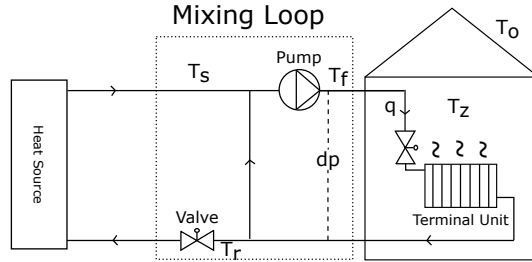 Mixing Loop
To
Pump
Ts
Tf
Tz
q
Heat Source
dp
Valve
Terminal Unit
Tr